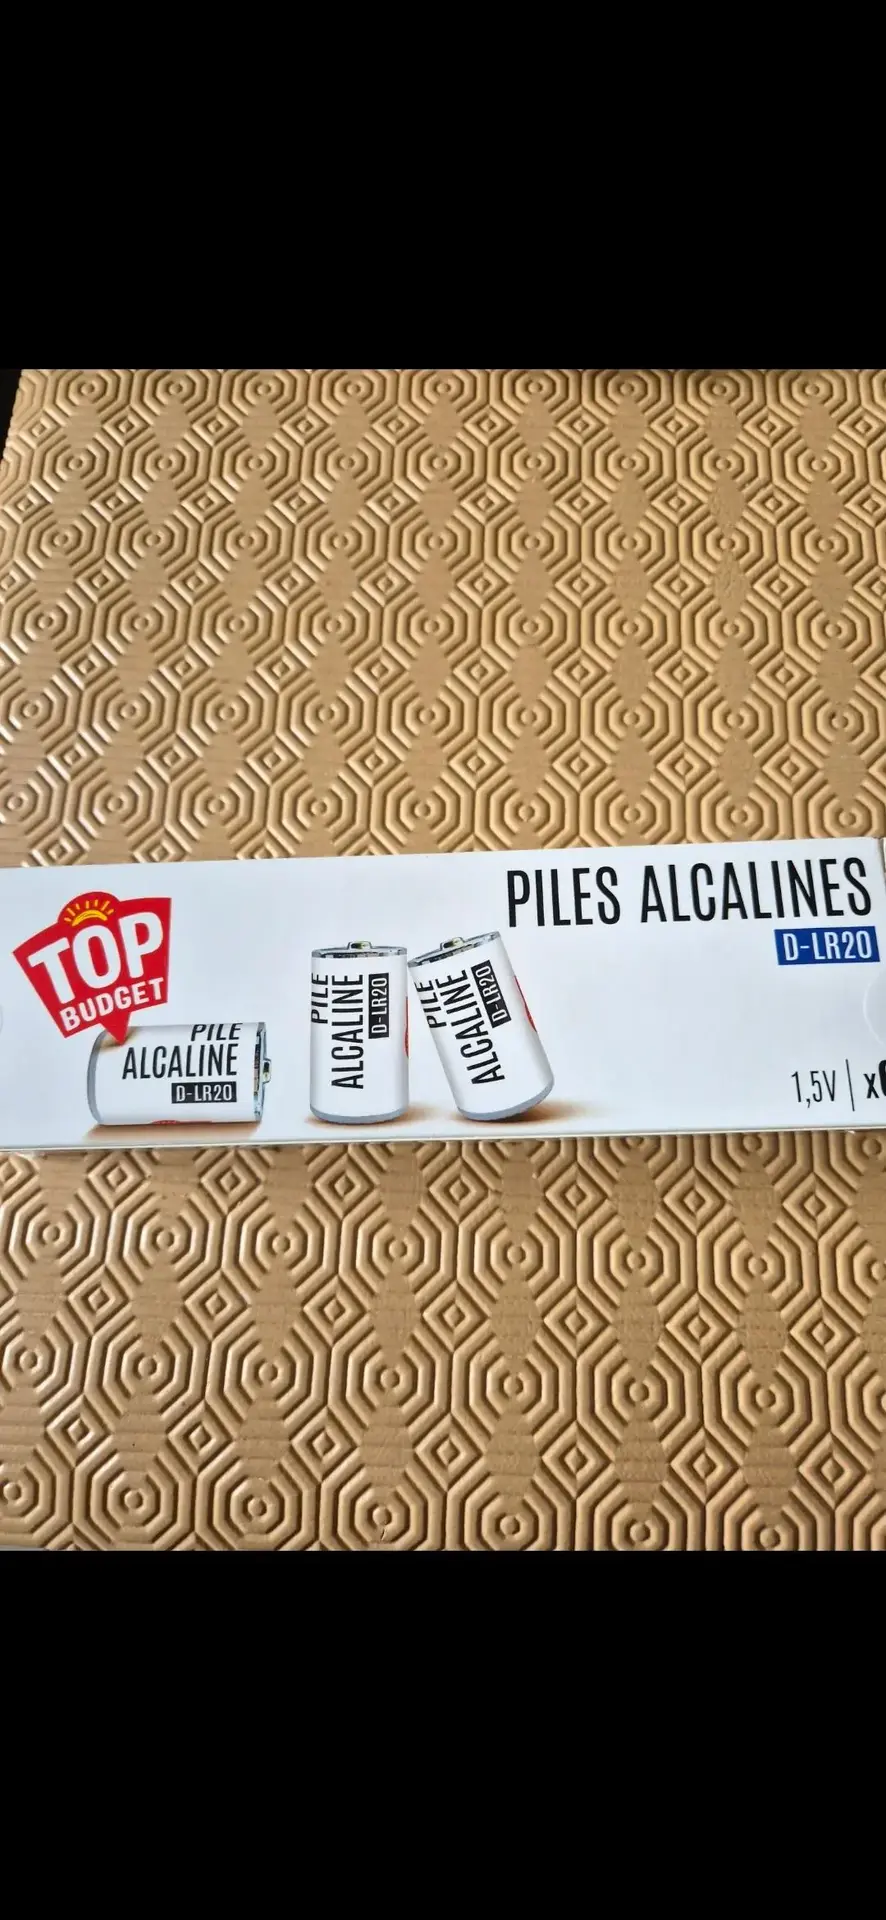 PILES ALCALINES
D-LR20
TOP
BUDGET
PILE
ALCALINE
D-LR20
PILE
ALCALINE
D-LR20
PILE
ALCALINE
D-LR20
1,5V